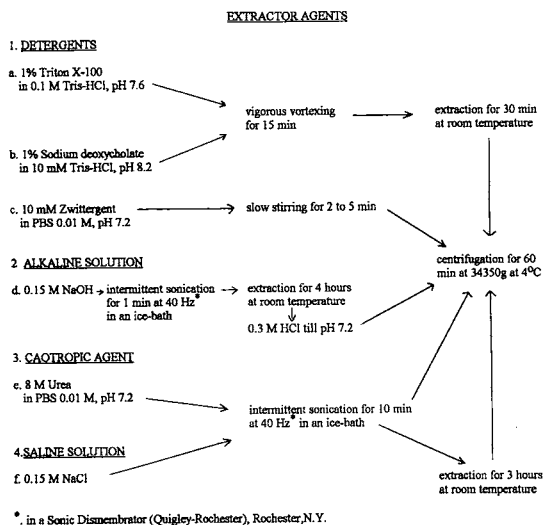 EXTRACTOR AGENTS
1. DETERGENTS
a. 1% Triton X-100
in 0.1 M Tris-HCl, pH 7.6
vigorous vortexing
for 15 min
extraction for 30 min
at room temperature
b. 1% Sodium deoxycholate
in 10 mM Tris-HCl, pH 8.2
c. 10 mM Zwittergent
in PBS 0.01 M, pH 7.2
slow stirring for 2 to 5 min
centrifugation for 60
min at 34350g at 4°C
2 ALKALINE SOLUTION
d. 0.15 M NaOH
intermittent sonication
for 1 min at 40 Hz*
in an ice-bath
extraction for 4 hours
at room temperature
0.3 M HCl till pH 7.2
3. CAOTROPIC AGENT
e. 8 M Urea
in PBS 0.01 M, pH 7.2
intermittent sonication for 10 min
at 40 Hz* in an ice-bath
4.SALINE SOLUTION
f. 0.15 M NaCl
extraction for 3 hours
at room temperature
*. in a Sonic Dismembrator (Quigley-Rochester), Rochester,N.Y.